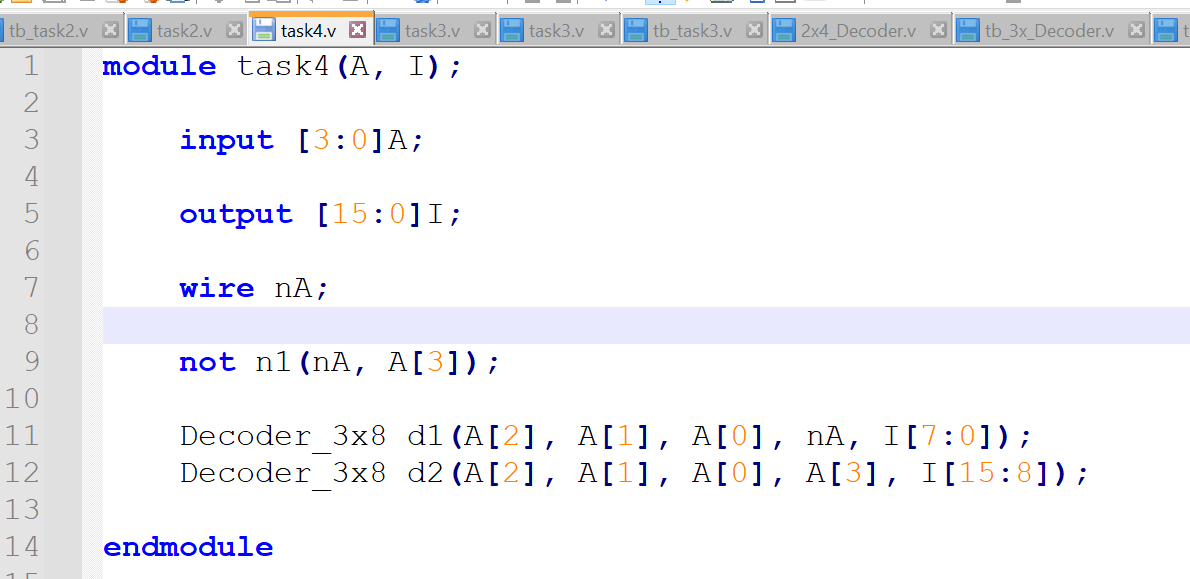 tb_task2.v task2.v task4.v task3.v task3.v tb_task3.v 2x4_Decoder.v tb_3x_Decoder.v
1 module task4(A, I);
2
3 input [3:0]A;
4
5 output [15:0]I;
6
7 wire nA;
8
9 not n1(nA, A[3]);
10
11 Decoder_3x8 d1(A[2], A[1], A[0], nA, I[7:0]);
12 Decoder_3x8 d2(A[2], A[1], A[0], A[3], I[15:8]);
13
14 endmodule
15